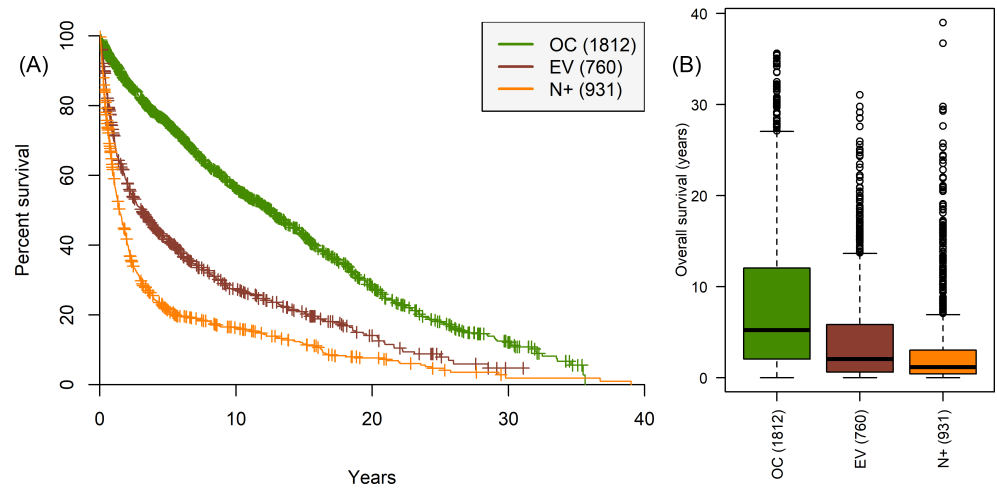 (A)
Percent survival
100
80
60
40
20
0
0
10
20
30
40
Years
OC (1812)
EV (760)
N+ (931)
(B)
Overall survival (years)
40
30
20
10
0
OC (1812)
EV (760)
N+ (931)